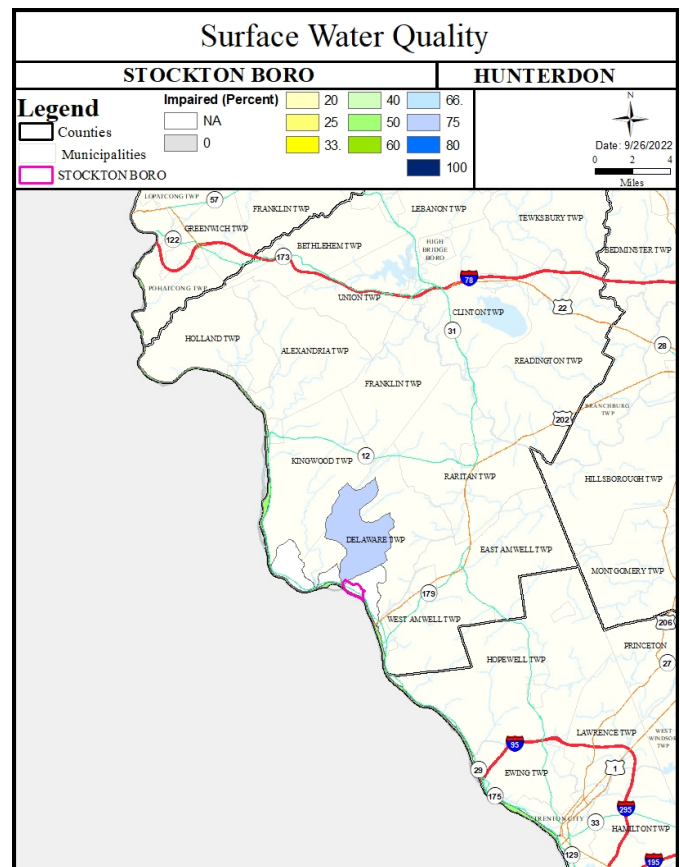 Surface Water Quality
STOCKTON BORO
HUNTERDON
Legend
Counties
Municipalities
STOCKTON BORO
Impaired (Percent)
NA
0
20
25
33.
40
50
60
66.
75
80
100
N
Date: 9/26/2022
0 2 4
Miles
LOPATCONG TWP
57
FRANKLIN TWP
LEBANON TWP
TEWKSBURY TWP
GREENWICH TWP
122
BETHLEHEM TWP
173
HIGH
BRIDGE
BORO
BEDMINSTER TWP
78
POHATCONG TWP
UNION TWP
CLINTON TWP
22
31
28
HOLLAND TWP
ALEXANDRIA TWP
READINGTON TWP
FRANKLIN TWP
202
BRANCHBURG
TWP
KINGWOOD TWP
12
RARITAN TWP
HILLSBOROUGH TWP
DELAWARE TWP
EAST AMWELL TWP
MONTGOMERY TWP
179
WEST AMWELL TWP
206
PRINCETON
HOPEWELL TWP
27
LAWRENCE TWP
WEST
WINDSOR
TWP
95
29
EWING TWP
1
175
295
TRENTON CITY
33
HAMILTON TWP
129
195